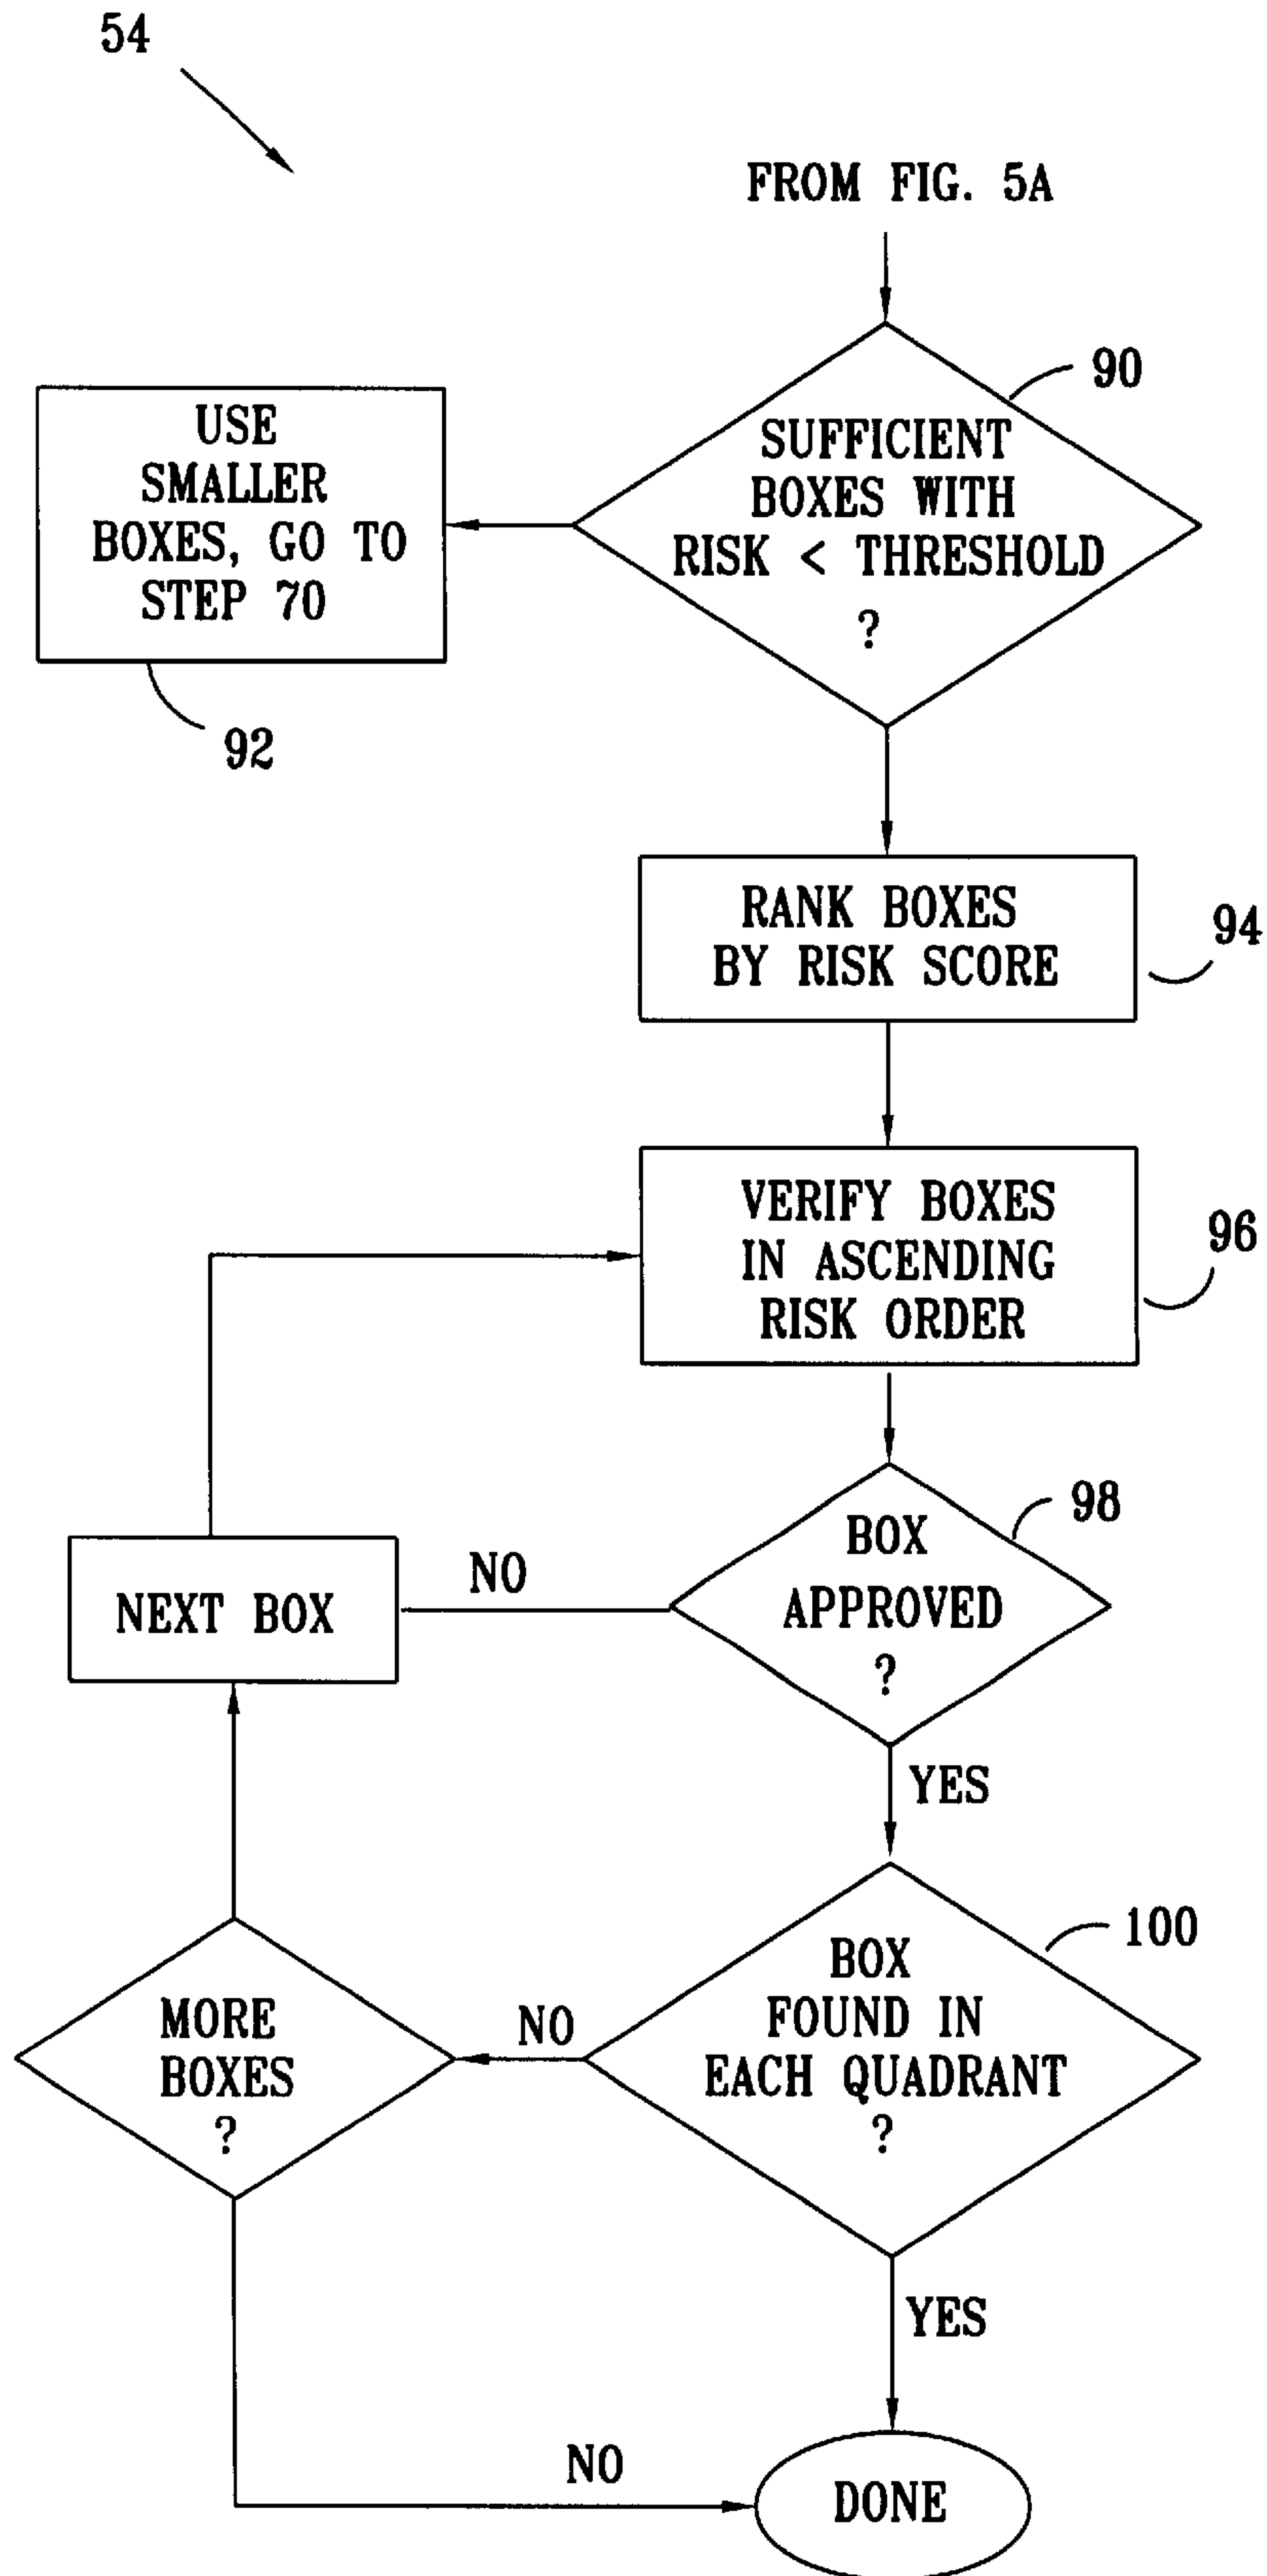 54
FROM FIG. 5A
90
SUFFICIENT
BOXES WITH
RISK < THRESHOLD
?
USE
SMALLER
BOXES, GO TO
STEP 70
92
RANK BOXES
BY RISK SCORE
94
VERIFY BOXES
IN ASCENDING
RISK ORDER
96
98
BOX
APPROVED
?
NO
NEXT BOX
YES
100
BOX
FOUND IN
EACH QUADRANT
?
NO
MORE
BOXES
?
YES
NO
DONE